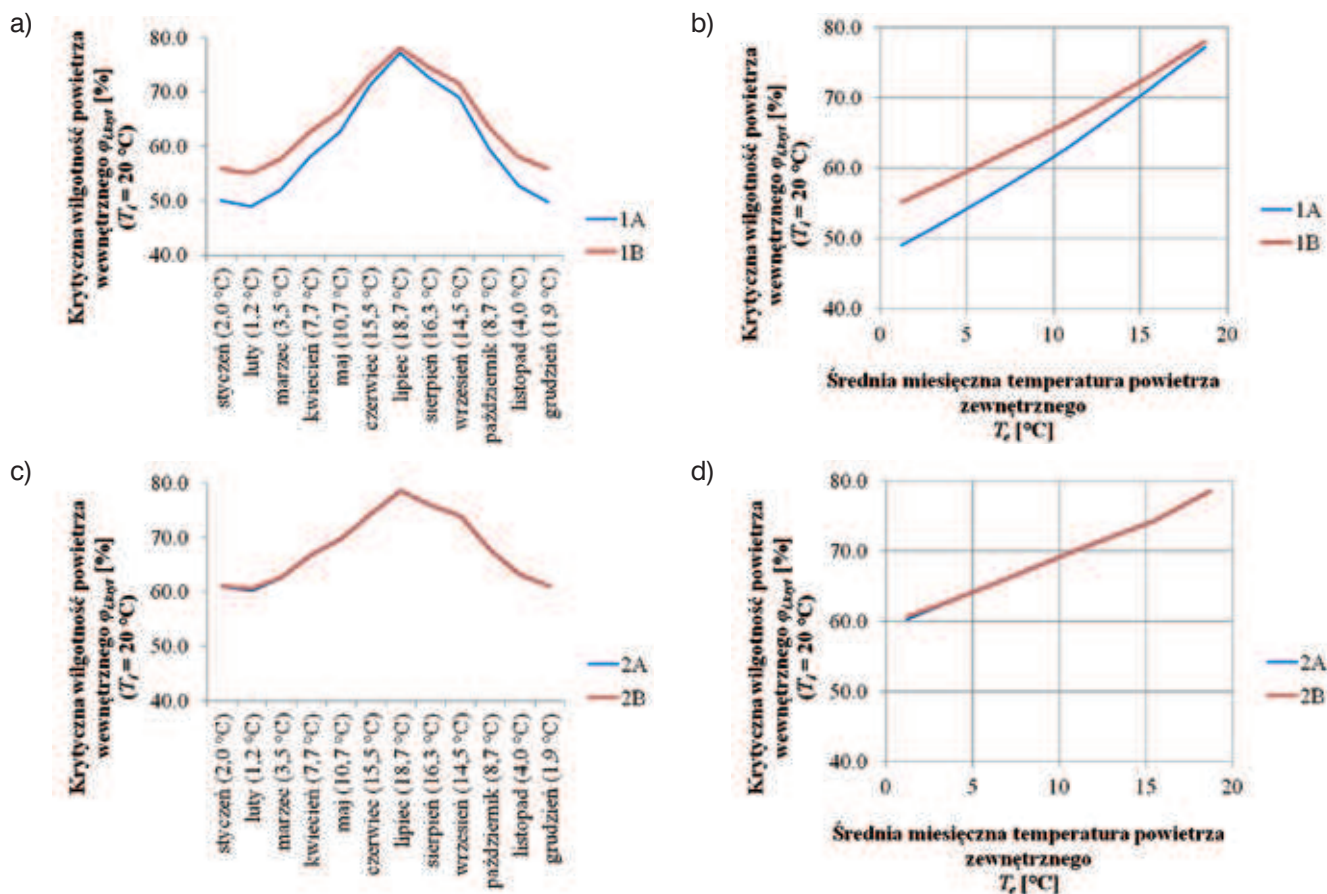 a)
Krytyczna wilgotność powietrza
wewnętrznego φi,kryt [%]
(Ti = 20 °C)
80.0
70.0
60.0
50.0
40.0
styczeń (2,0 °C)
luty (1,2 °C)
marzec (3,5 °C)
kwiecień (7,7 °C)
maj (10,7 °C)
czerwiec (15,5 °C)
lipiec (18,7 °C)
sierpień (16,3 °C)
wrzesień (14,5 °C)
październik (8,7 °C)
listopad (4,0 °C)
grudzień (1,9 °C)
1A
1B
b)
Krytyczna wilgotność powietrza
wewnętrznego φi,kryt [%]
(Ti = 20 °C)
80.0
70.0
60.0
50.0
40.0
0 5 10 15 20
Średnia miesięczna temperatura powietrza
zewnętrznego
Te [°C]
1A
1B
c)
Krytyczna wilgotność powietrza
wewnętrznego φi,kryt [%]
(Ti = 20 °C)
80.0
70.0
60.0
50.0
40.0
styczeń (2,0 °C)
luty (1,2 °C)
marzec (3,5 °C)
kwiecień (7,7 °C)
maj (10,7 °C)
czerwiec (15,5 °C)
lipiec (18,7 °C)
sierpień (16,3 °C)
wrzesień (14,5 °C)
październik (8,7 °C)
listopad (4,0 °C)
grudzień (1,9 °C)
2A
2B
d)
Krytyczna wilgotność powietrza
wewnętrznego φi,kryt [%]
(Ti = 20 °C)
80.0
70.0
60.0
50.0
40.0
0 5 10 15 20
Średnia miesięczna temperatura powietrza
zewnętrznego
Te [°C]
2A
2B